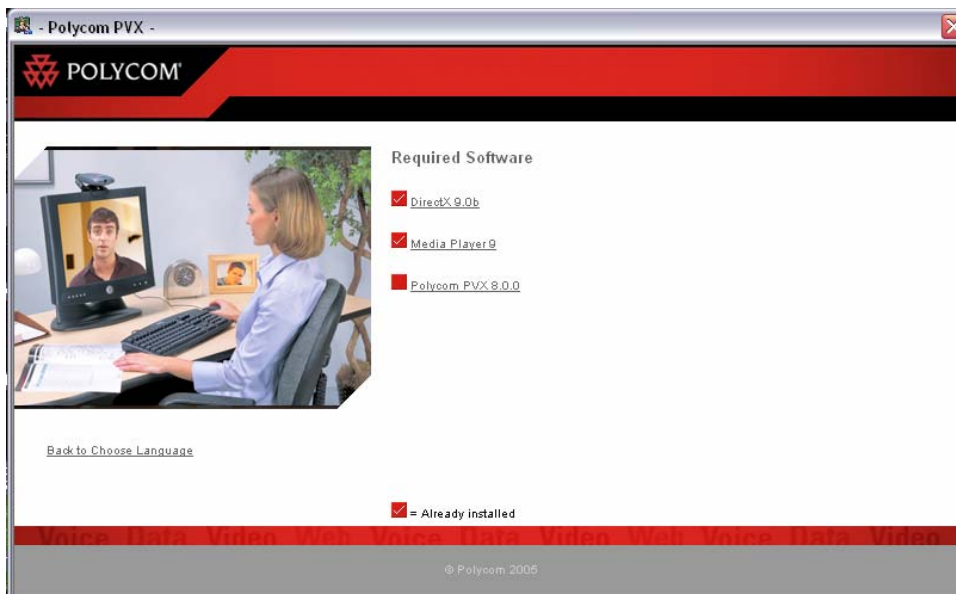 - Polycom PVX -
POLYCOM®
Required Software
DirectX 9.0b
Media Player 9
Polycom PVX 8.0.0
Back to Choose Language
= Already installed
Voice Data Video Web Voice Data Video Web Voice Data Video
© Polycom 2005